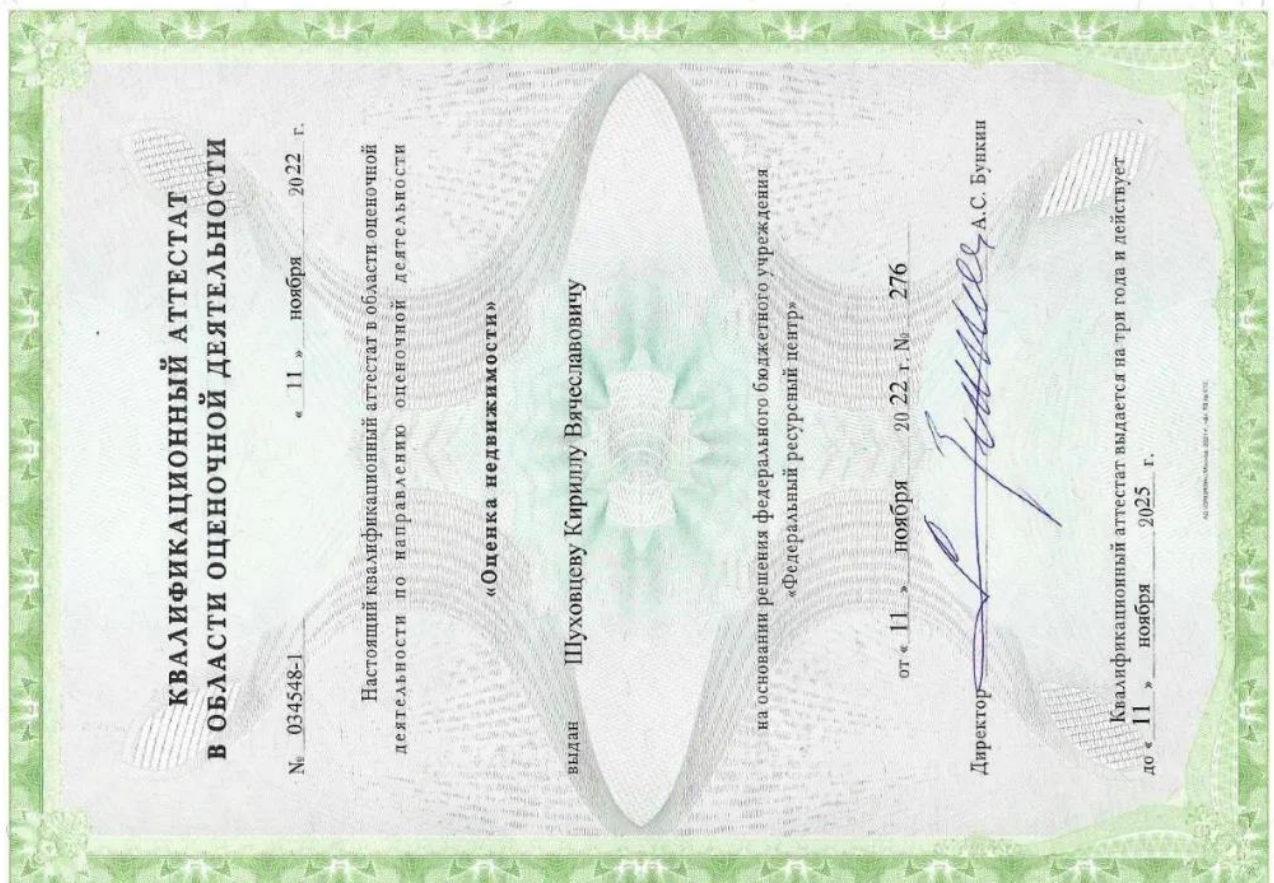 КВАЛИФИКАЦИОННЫЙ АТТЕСТАТ
В ОБЛАСТИ ОЦЕНОЧНОЙ ДЕЯТЕЛЬНОСТИ
№ 034548-1 « 11 » ноября 2022 г.
Настоящий квалификационный аттестат в области оценочной
деятельности по направлению оценочной деятельности
«Оценка недвижимости»
выдан Шуховцеву Кириллу Вячеславовичу
на основании решения федерального бюджетного учреждения
«Федеральный ресурсный центр»
от « 11 » ноября 20 22 г. № 276
Директор А.С. Бункин
Квалификационный аттестат выдается на три года и действует
до « 11 » ноября 2025 г.